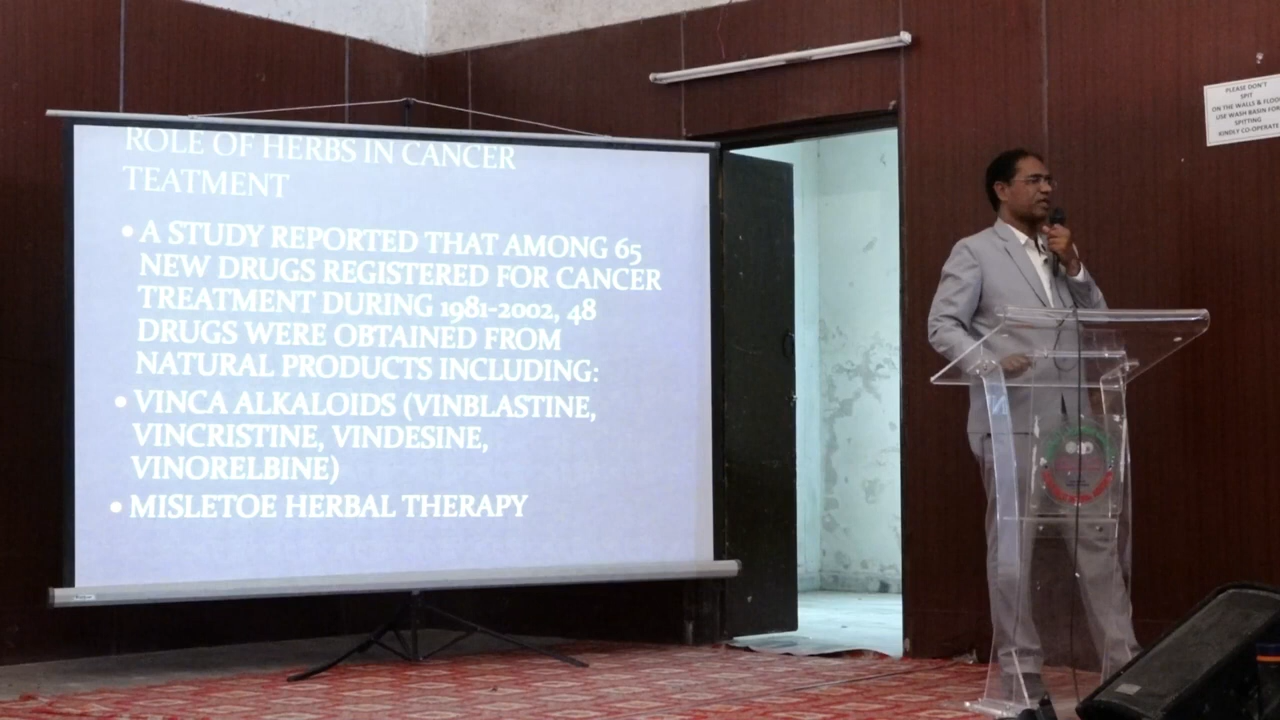 ROLE OF HERBS IN CANCER
TEATMENT
• A STUDY REPORTED THAT AMONG 65
NEW DRUGS REGISTERED FOR CANCER
TREATMENT DURING 1981-2002, 48
DRUGS WERE OBTAINED FROM
NATURAL PRODUCTS INCLUDING:
• VINCA ALKALOIDS (VINBLASTINE,
VINCRISTINE, VINDESINE,
VINORELBINE)
• MISLETOE HERBAL THERAPY
PLEASE DON'T
SPIT
ON THE WALLS & FLOO
USE WASH BASIN FOR
SPITTING
KINDLY CO-OPERATE